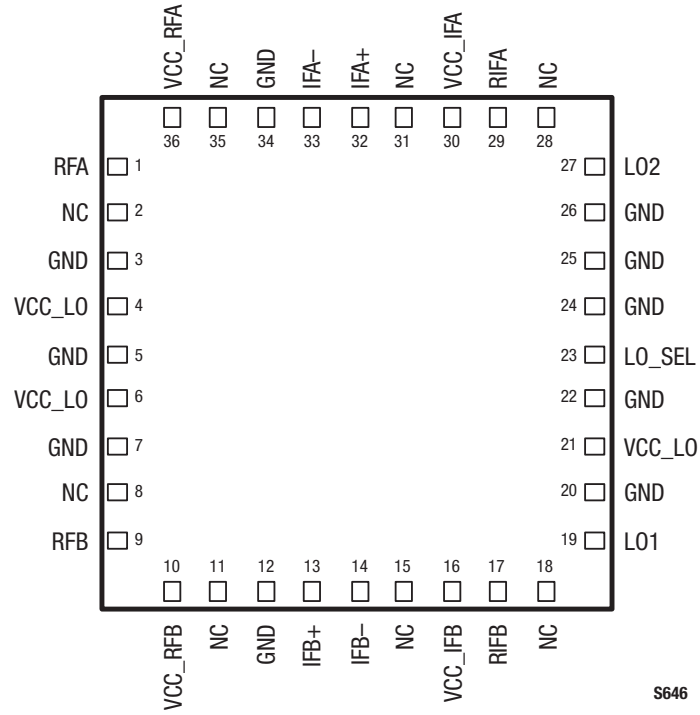 VCC_RFA
NC
GND
IFA–
IFA+
NC
VCC_IFA
RIFA
NC
36
35
34
33
32
31
30
29
28
RFA 1
NC 2
GND 3
VCC_LO 4
GND 5
VCC_LO 6
GND 7
NC 8
RFB 9
27 LO2
26 GND
25 GND
24 GND
23 LO_SEL
22 GND
21 VCC_LO
20 GND
19 LO1
10
11
12
13
14
15
16
17
18
VCC_RFB
NC
GND
IFB+
IFB–
NC
VCC_IFB
RIFB
NC
S646